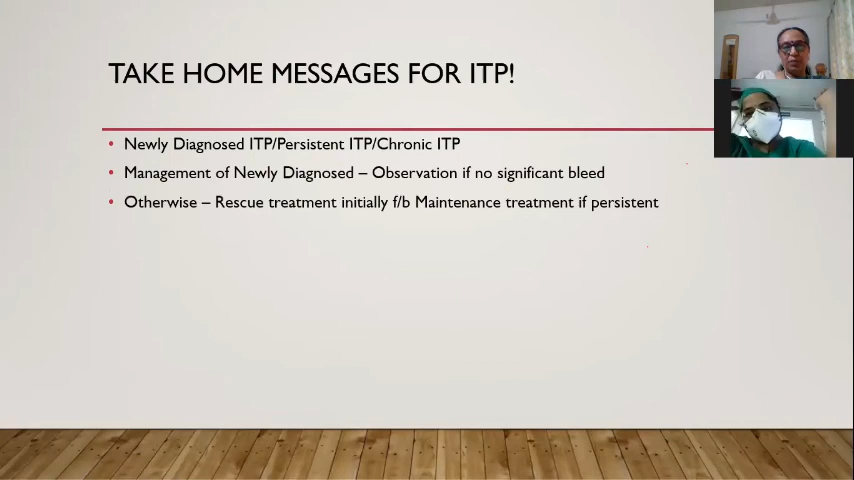 TAKE HOME MESSAGES FOR ITP!
• Newly Diagnosed ITP/Persistent ITP/Chronic ITP
• Management of Newly Diagnosed – Observation if no significant bleed
• Otherwise – Rescue treatment initially f/b Maintenance treatment if persistent